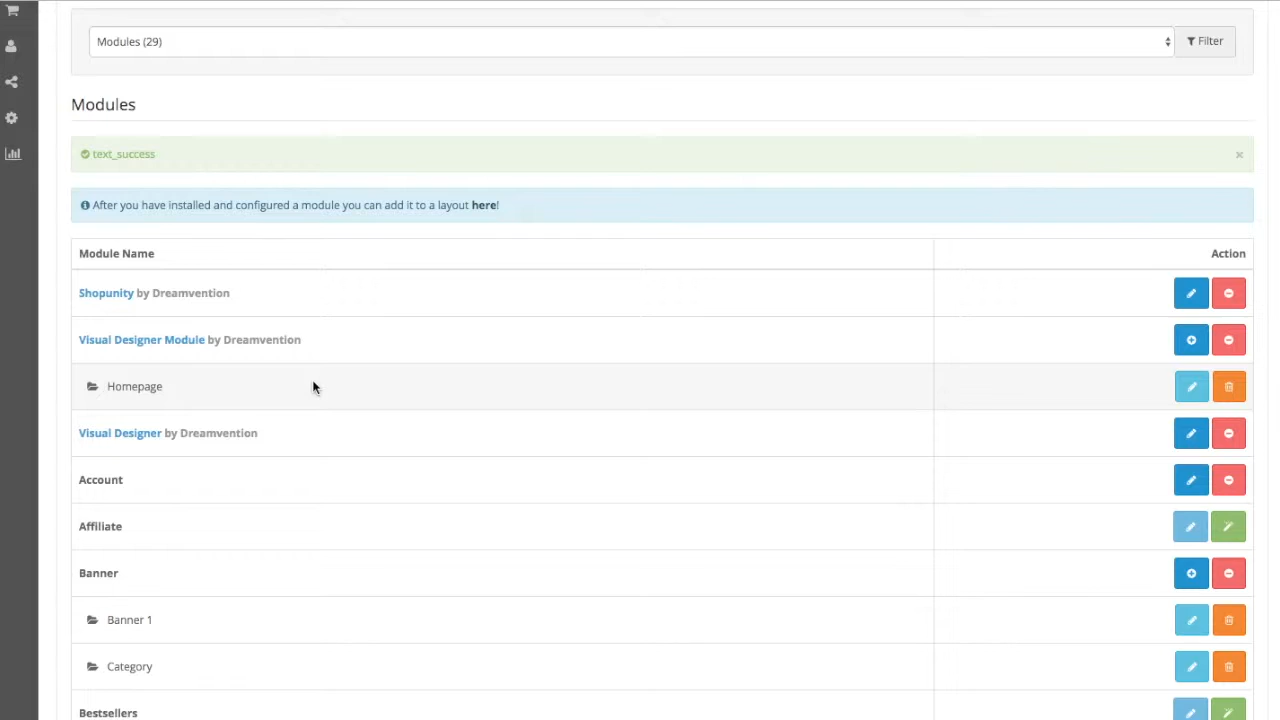 Modules (29)
Filter
Modules
text_success
After you have installed and configured a module you can add it to a layout here!
Module Name
Action
Shopunity by Dreamvention
Visual Designer Module by Dreamvention
Homepage
Visual Designer by Dreamvention
Account
Affiliate
Banner
Banner 1
Category
Bestsellers